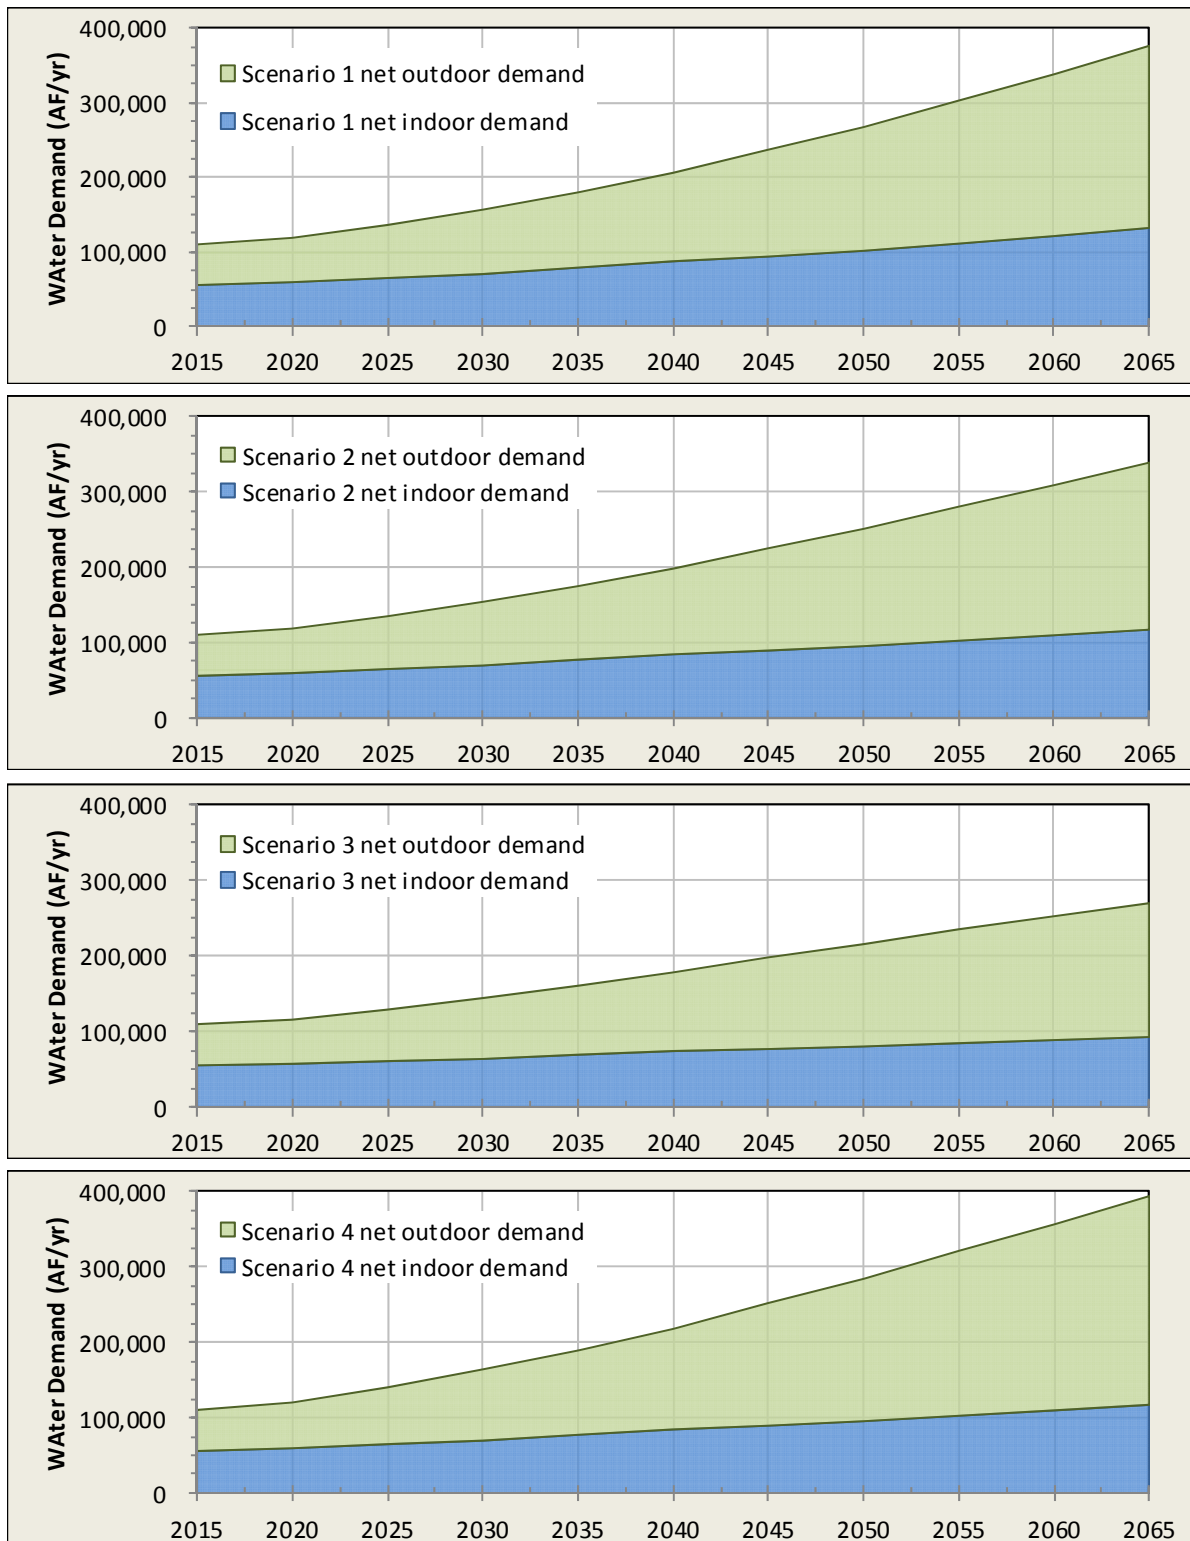 WAter Demand (AF/yr)
400,000
300,000
200,000
100,000
0
Scenario 1 net outdoor demand
Scenario 1 net indoor demand
2015 2020 2025 2030 2035 2040 2045 2050 2055 2060 2065
WAter Demand (AF/yr)
400,000
300,000
200,000
100,000
0
Scenario 2 net outdoor demand
Scenario 2 net indoor demand
2015 2020 2025 2030 2035 2040 2045 2050 2055 2060 2065
WAter Demand (AF/yr)
400,000
300,000
200,000
100,000
0
Scenario 3 net outdoor demand
Scenario 3 net indoor demand
2015 2020 2025 2030 2035 2040 2045 2050 2055 2060 2065
WAter Demand (AF/yr)
400,000
300,000
200,000
100,000
0
Scenario 4 net outdoor demand
Scenario 4 net indoor demand
2015 2020 2025 2030 2035 2040 2045 2050 2055 2060 2065